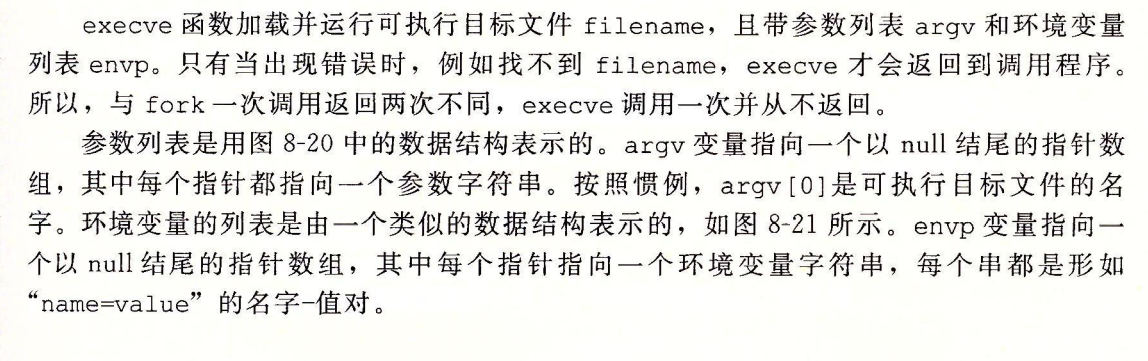 execve 函数加载并运行可执行目标文件 filename，且带参数列表 argv 和环境变量
列表 envp。只有当出现错误时，例如找不到 filename，execve 才会返回到调用程序。
所以，与 fork 一次调用返回两次不同，execve 调用一次并从不返回。
参数列表是用图 8-20 中的数据结构表示的。argv 变量指向一个以 null 结尾的指针数
组，其中每个指针都指向一个参数字符串。按照惯例，argv[0]是可执行目标文件的名
字。环境变量的列表是由一个类似的数据结构表示的，如图 8-21 所示。envp 变量指向一
个以 null 结尾的指针数组，其中每个指针指向一个环境变量字符串，每个串都是形如
“name=value”的名字-值对。